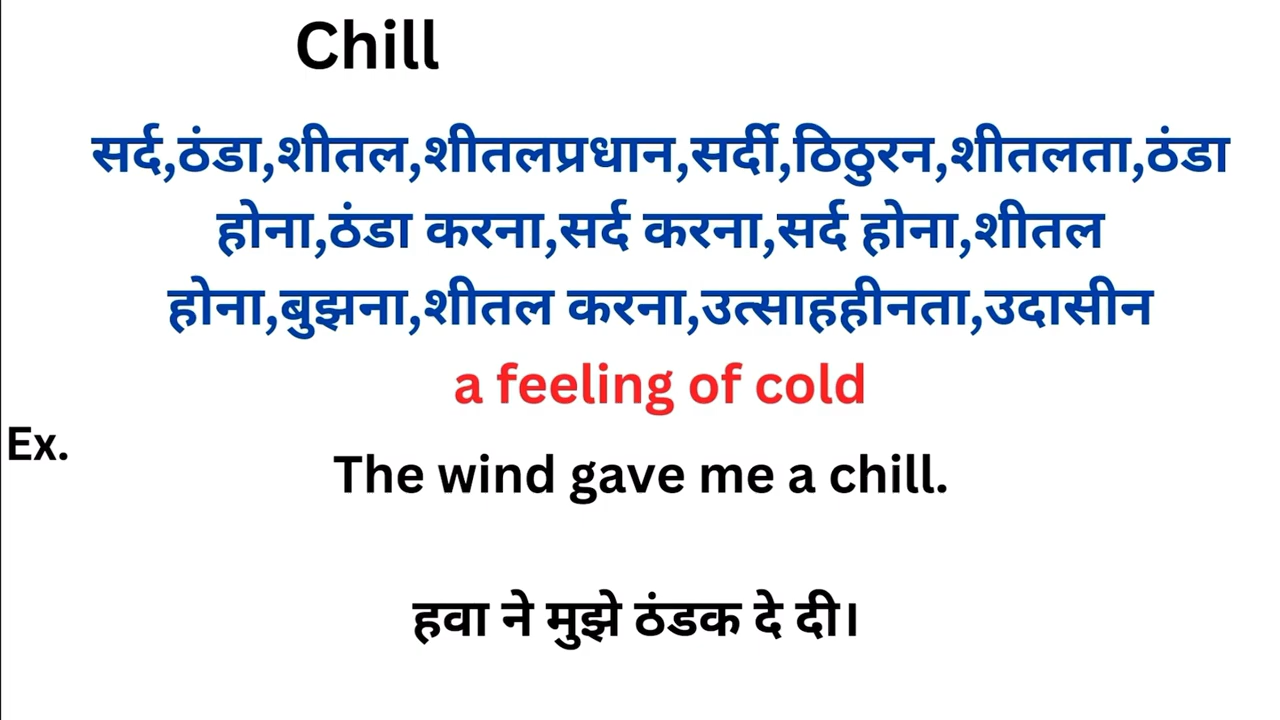 Chill
सर्द,ठंडा,शीतल,शीतलप्रधान,सर्दी,ठिठुरन,शीतलता,ठंडा
होना,ठंडा करना,सर्द करना,सर्द होना,शीतल
होना,बुझना,शीतल करना,उत्साहहीनता,उदासीन
a feeling of cold
Ex.
The wind gave me a chill.
हवा ने मुझे ठंडक दे दी।